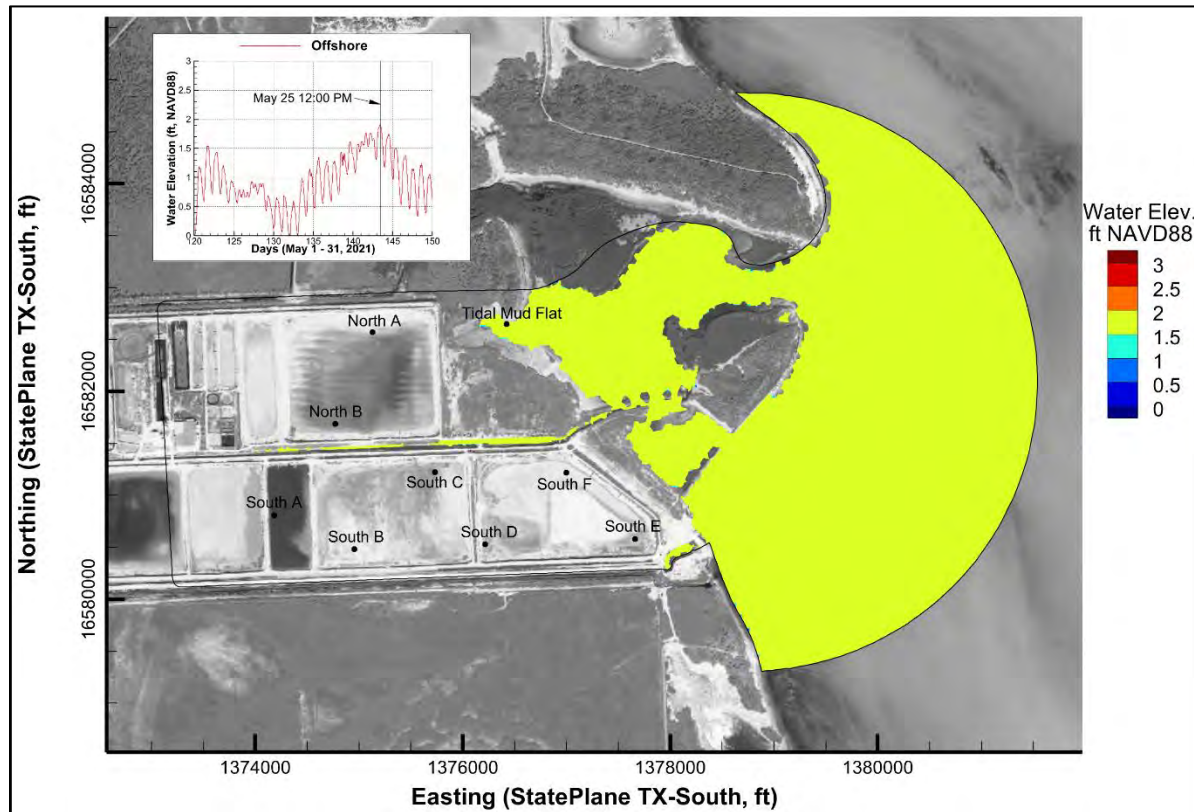 Offshore
Water Elevation (ft, NAVD88)
3
2.5
2
1.5
1
0.5
0
May 25 12:00 PM
120 125 130 135 140 145 150
Days (May 1 - 31, 2021)
Northing (StatePlane TX-South, ft)
16584000
16582000
16580000
Tidal Mud Flat
North A
North B
South C
South F
South A
South B
South D
South E
Water Elev.
ft NAVD88
3
2.5
2
1.5
1
0.5
0
1374000 1376000 1378000 1380000
Easting (StatePlane TX-South, ft)